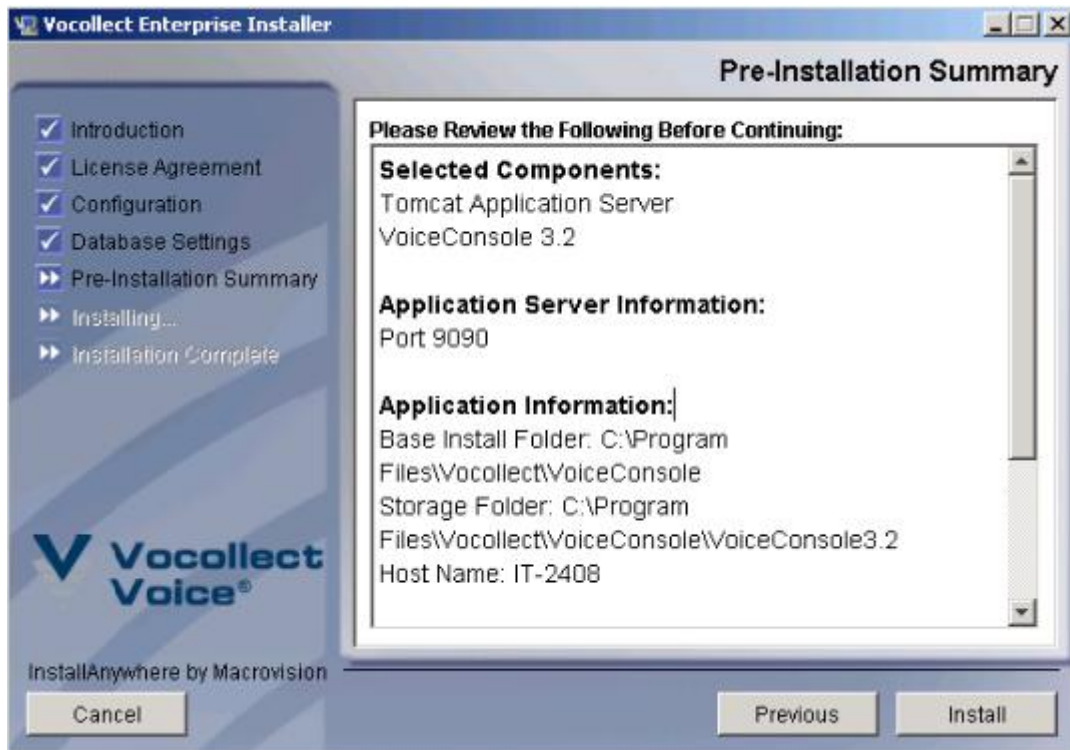 Vocollect Enterprise Installer
Pre-Installation Summary
Introduction
License Agreement
Configuration
Database Settings
Pre-Installation Summary
Installing...
Installation Complete
Please Review the Following Before Continuing:
Selected Components:
Tomcat Application Server
VoiceConsole 3.2
Application Server Information:
Port 9090
Application Information:
Base Install Folder: C:\Program
Files\Vocollect\VoiceConsole
Storage Folder: C:\Program
Files\Vocollect\VoiceConsole\VoiceConsole3.2
Host Name: IT-2408
Vocollect
Voice®
InstallAnywhere by Macrovision
Cancel
Previous
Install